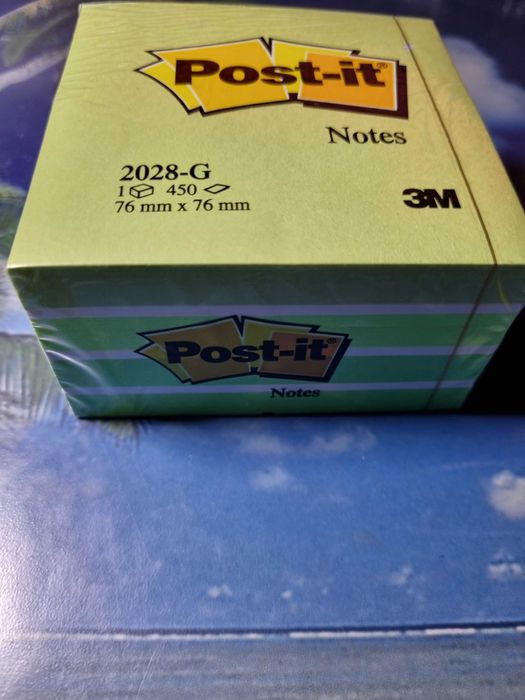 Post-it®
Notes
2028-G
1 450
76 mm x 76 mm
3M
Post-it®
Notes